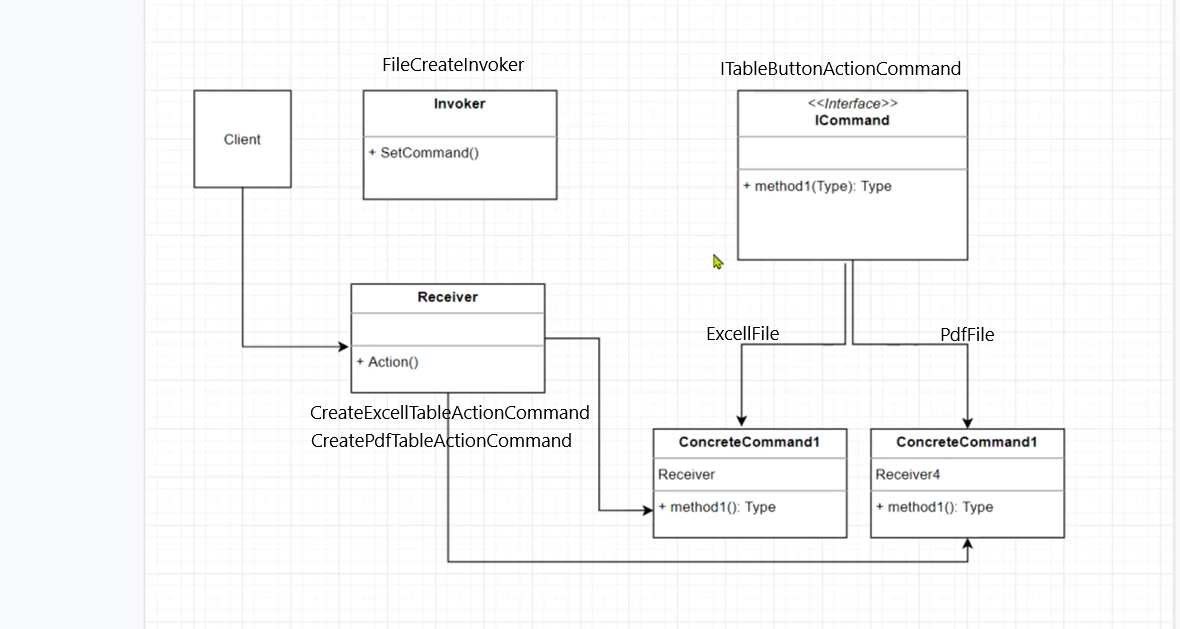 FileCreateInvoker
ITableButtonActionCommand
Client
Invoker
+ SetCommand()
<<Interface>>
ICommand
+ method1(Type): Type
Receiver
+ Action()
CreateExcellTableActionCommand
CreatePdfTableActionCommand
ExcellFile
PdfFile
ConcreteCommand1
Receiver
+ method1(): Type
ConcreteCommand1
Receiver4
+ method1(): Type